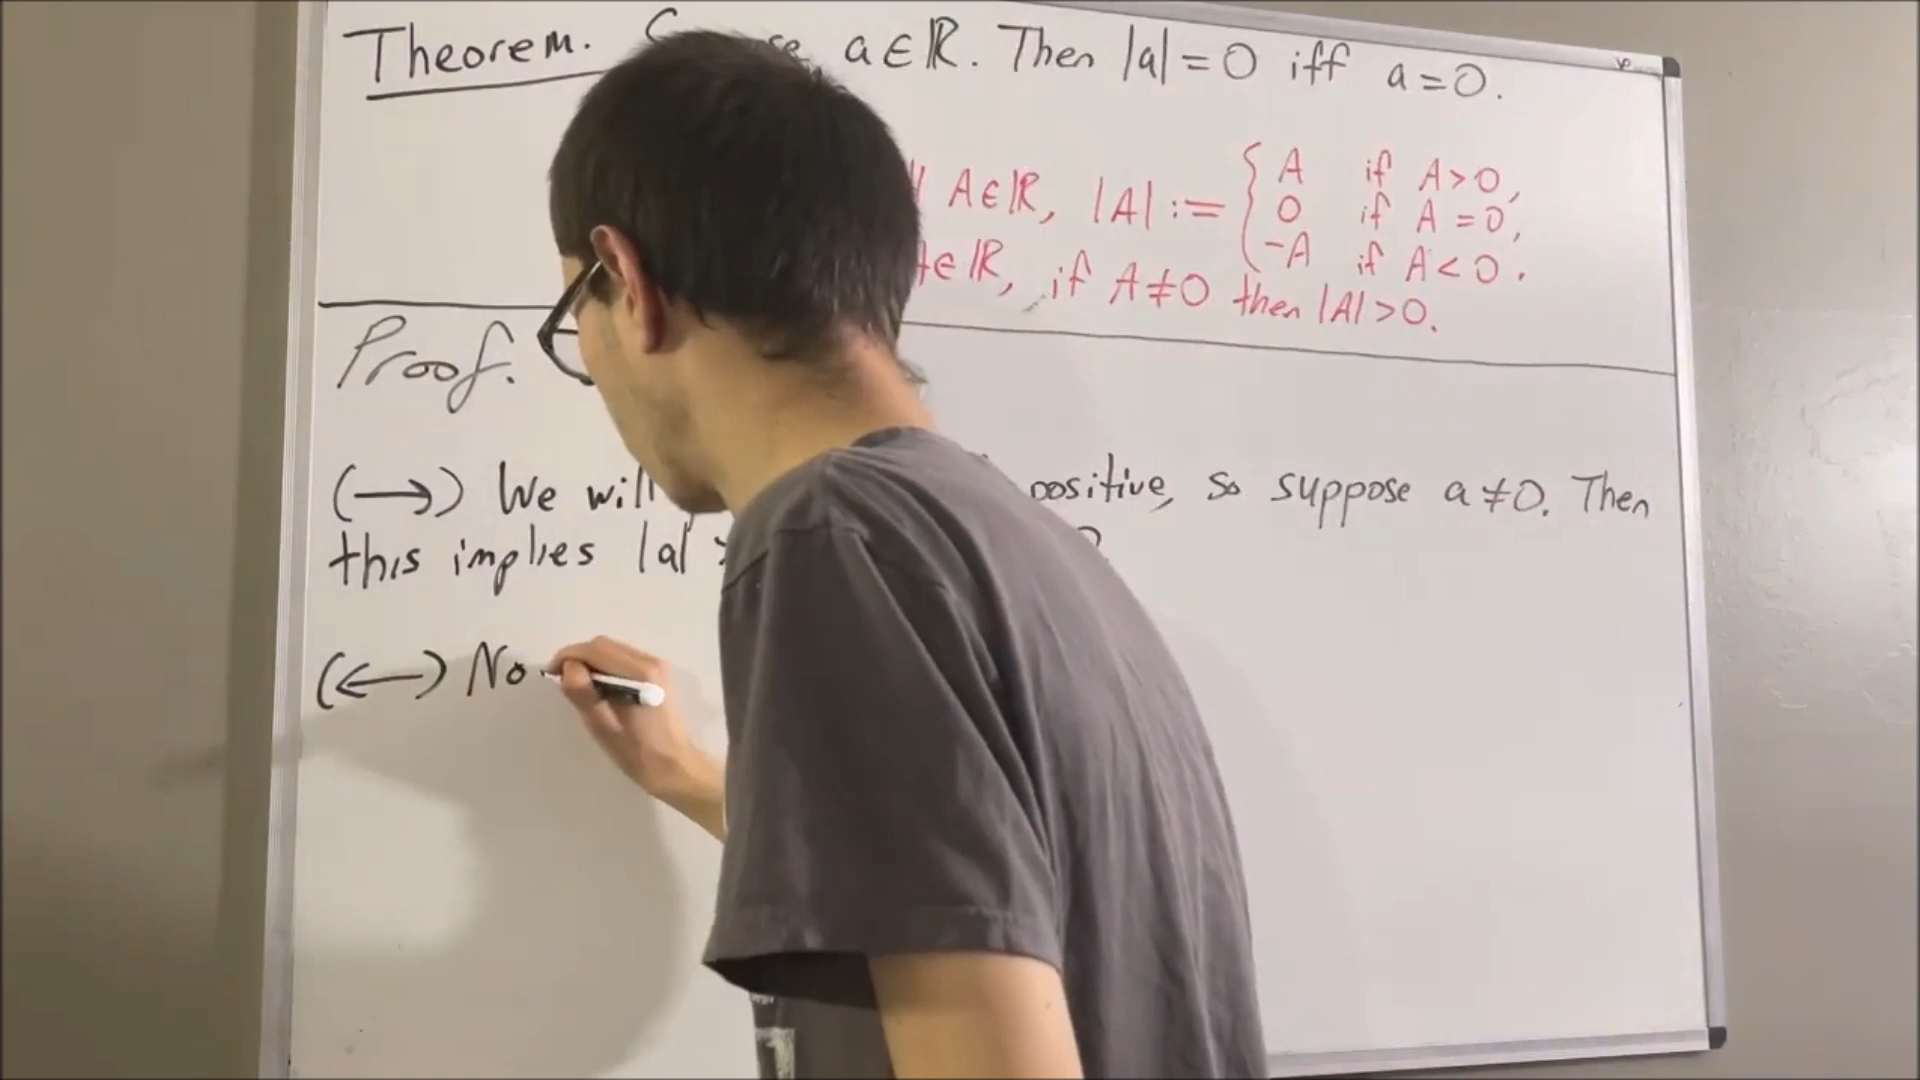 Theorem. a∈ℝ. Then |a| = 0 iff a = 0.
A∈ℝ, |A| := { A if A > 0,
0 if A = 0,
-A if A < 0.
∈ℝ, if A ≠ 0 then |A| > 0.
Proof.
(→) We will positive, so suppose a ≠ 0. Then
this implies |a|
(←) No